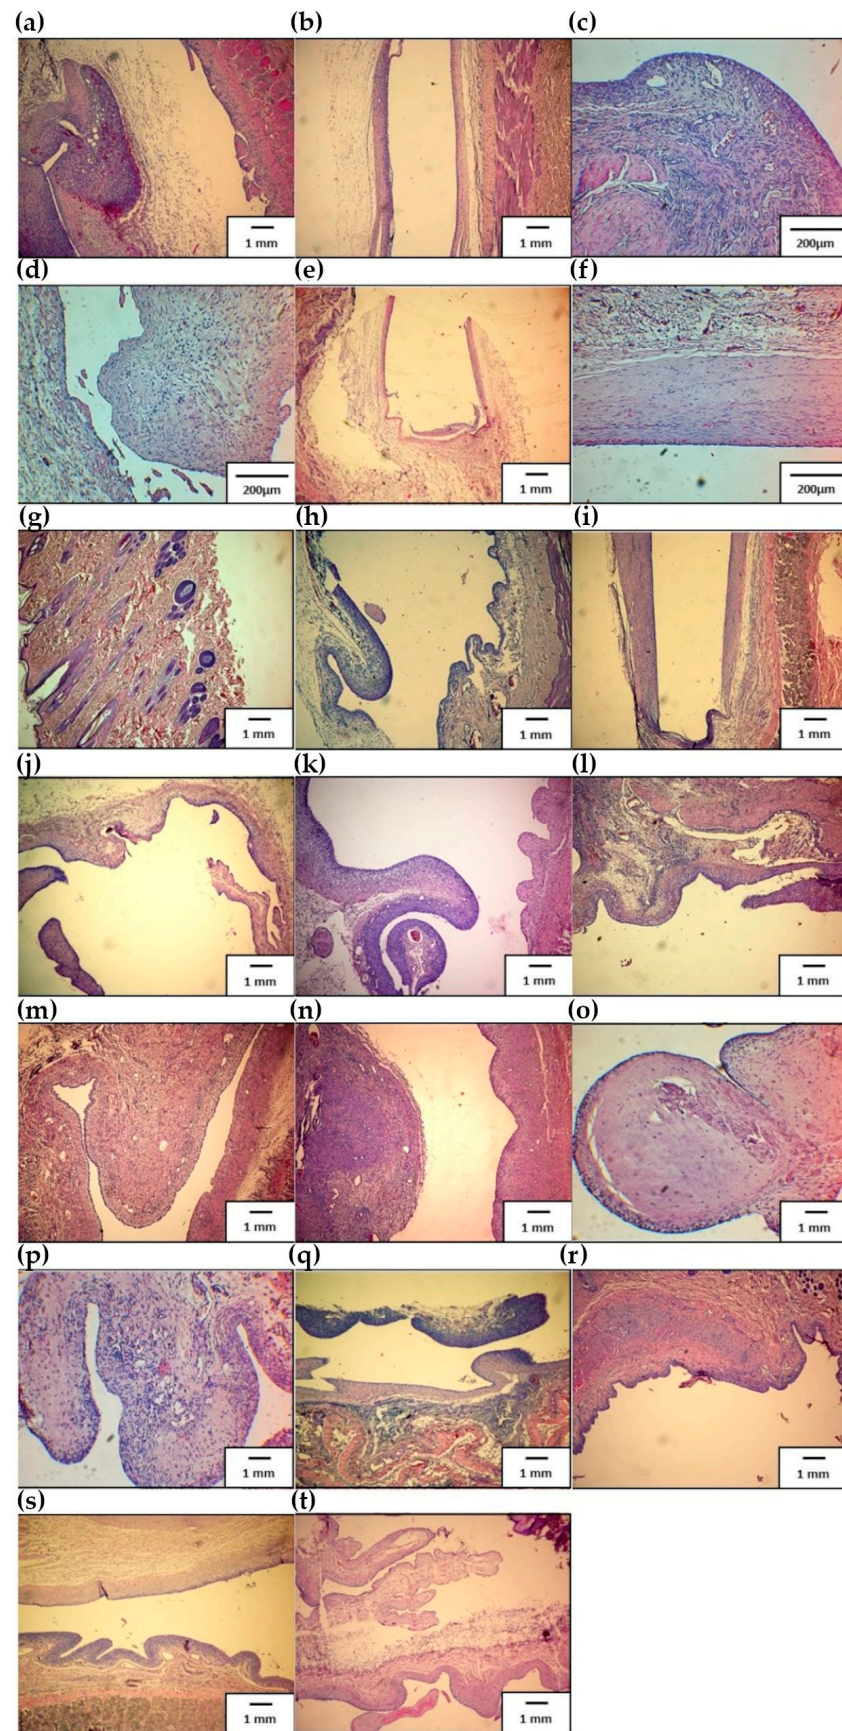 (a) (b) (c)
1 mm 1 mm 200µm
(d) (e) (f)
200µm 1 mm 200µm
(g) (h) (i)
1 mm 1 mm 1 mm
(j) (k) (l)
1 mm 1 mm 1 mm
(m) (n) (o)
1 mm 1 mm 1 mm
(p) (q) (r)
1 mm 1 mm 1 mm
(s) (t)
1 mm 1 mm